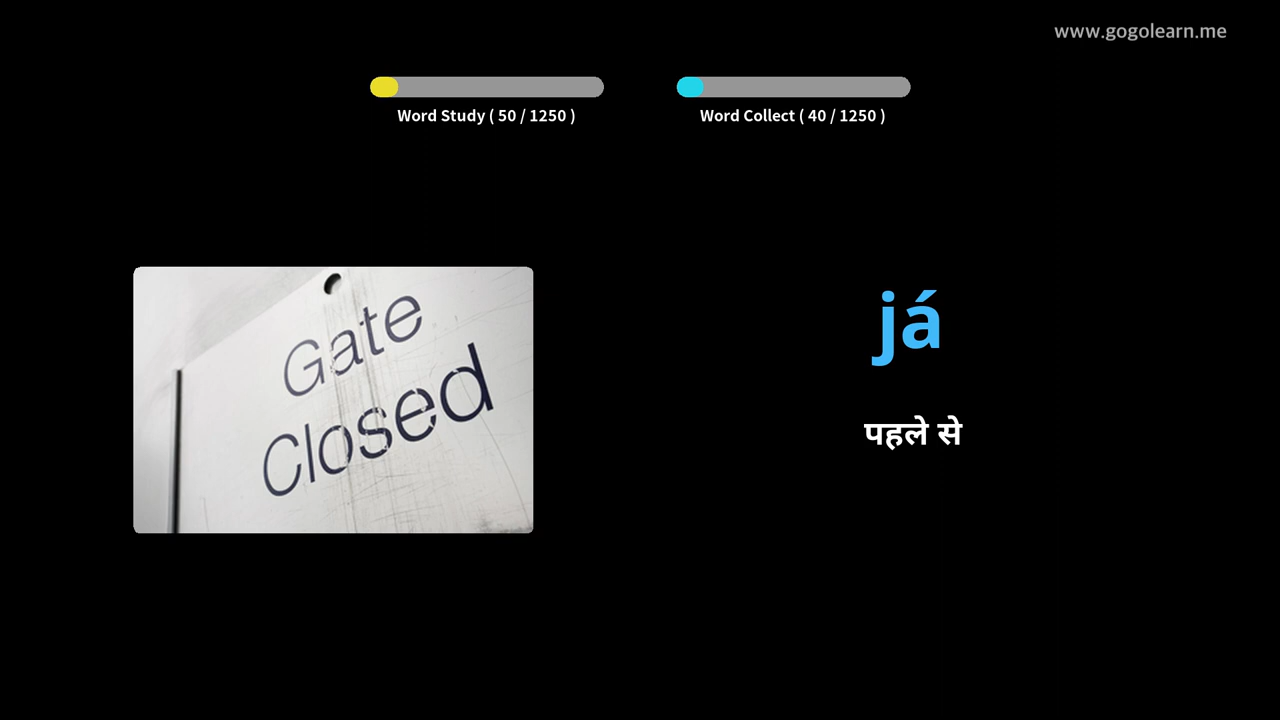 www.gogolearn.me
Word Study ( 50 / 1250 )
Word Collect ( 40 / 1250 )
Gate
Closed
já
पहले से